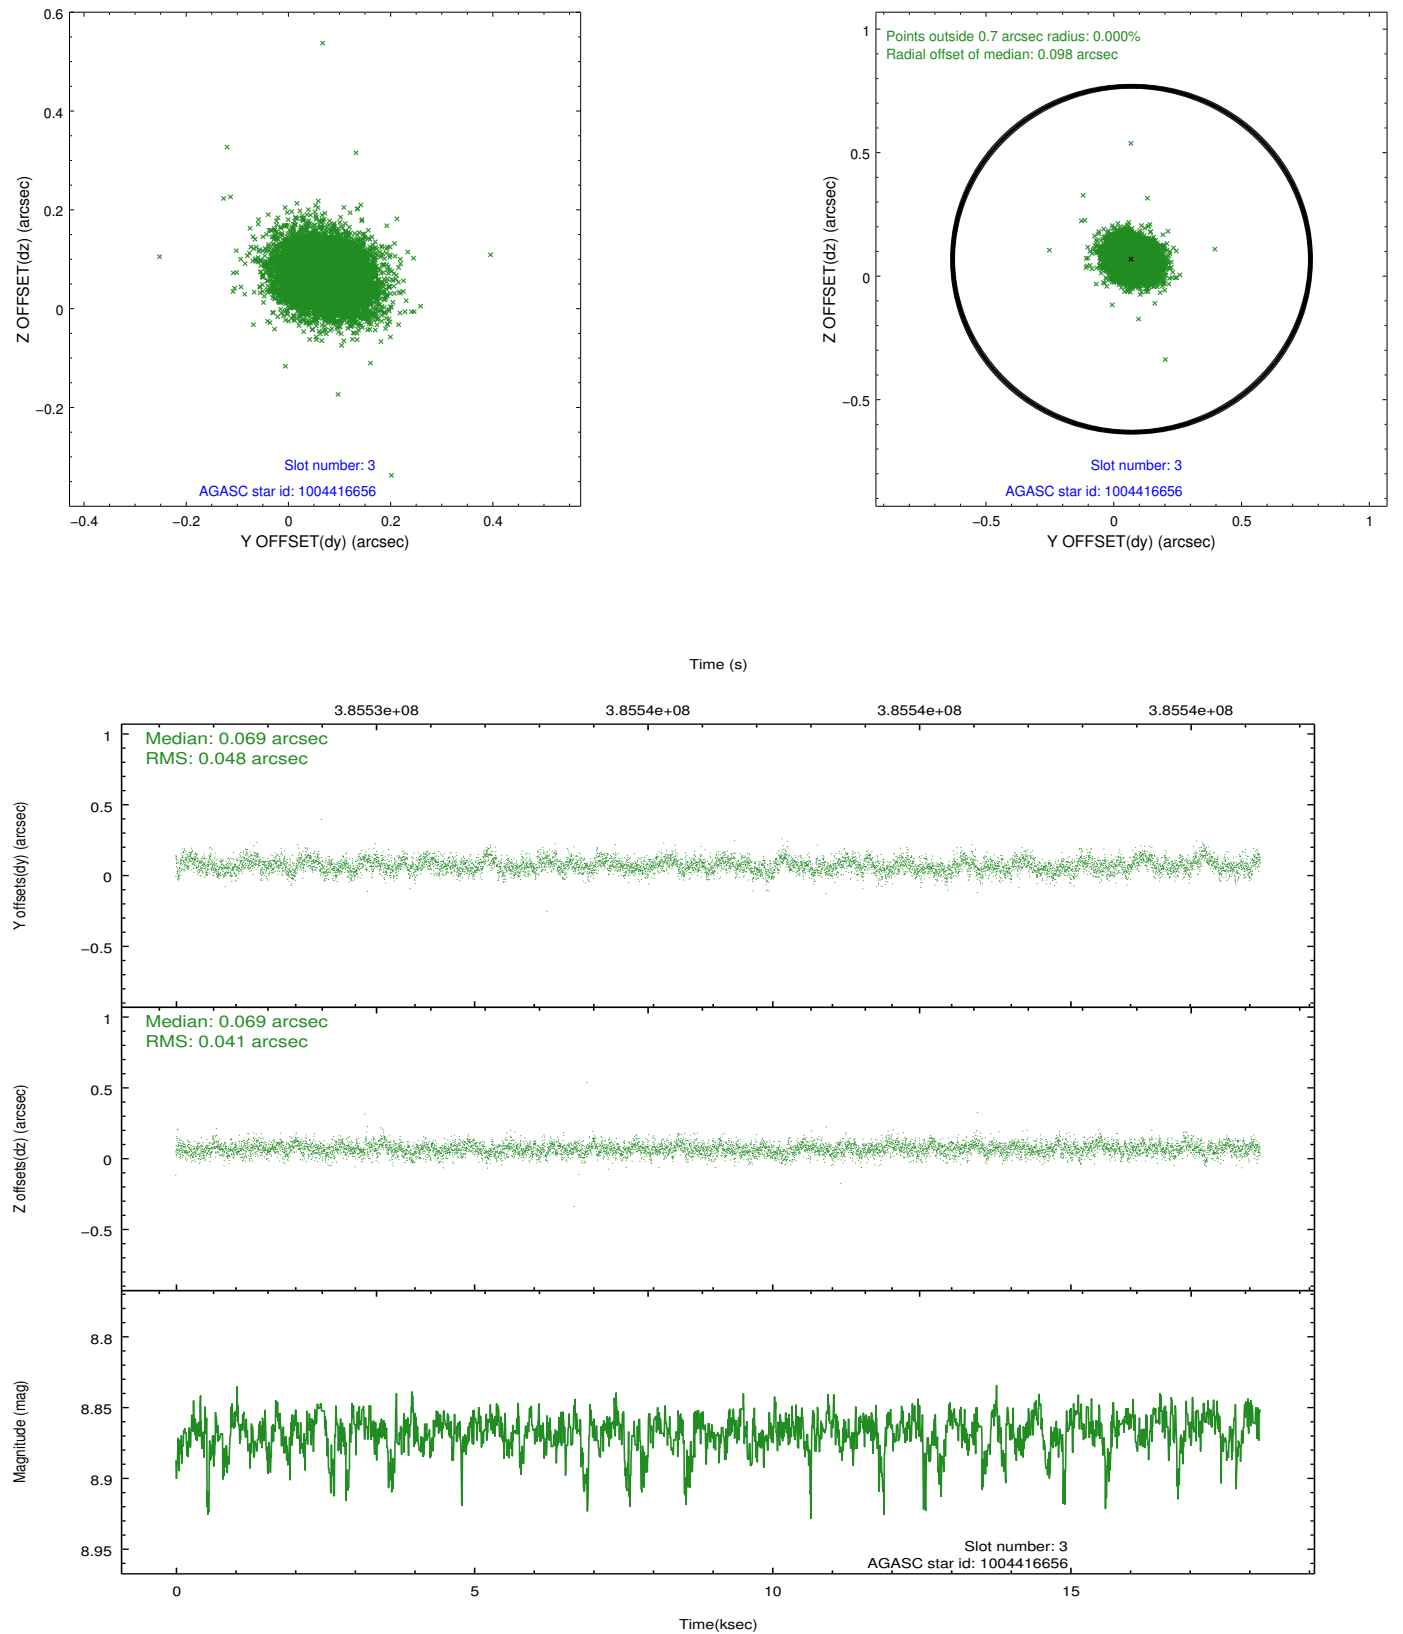 0.6
0.4
0.2
0
−0.2
Z OFFSET(dz) (arcsec)
Slot number: 3
AGASC star id: 1004416656
−0.4 −0.2 0 0.2 0.4
Y OFFSET(dy) (arcsec)
Points outside 0.7 arcsec radius: 0.000%
Radial offset of median: 0.098 arcsec
1
0.5
0
−0.5
Z OFFSET(dz) (arcsec)
Slot number: 3
AGASC star id: 1004416656
−0.5 0 0.5 1
Y OFFSET(dy) (arcsec)
Time (s)
3.8553e+08 3.8554e+08 3.8554e+08 3.8554e+08
Median: 0.069 arcsec
RMS: 0.048 arcsec
1
0.5
0
−0.5
Y offsets(dy) (arcsec)
Median: 0.069 arcsec
RMS: 0.041 arcsec
1
0.5
0
−0.5
Z offsets(dz) (arcsec)
8.8
8.85
8.9
8.95
Magnitude (mag)
Slot number: 3
AGASC star id: 1004416656
0 5 10 15
Time(ksec)